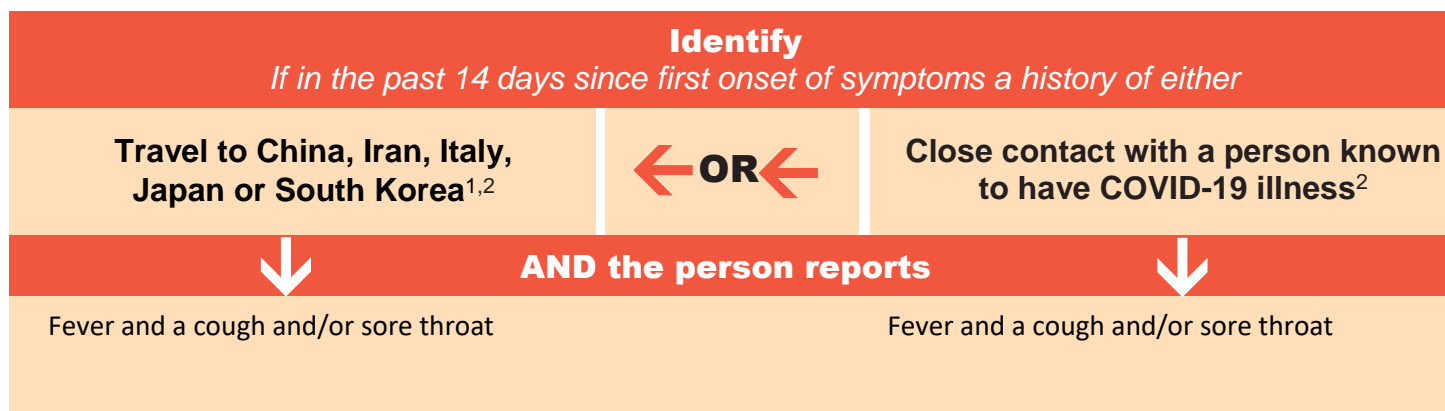 Identify
If in the past 14 days since first onset of symptoms a history of either
Travel to China, Iran, Italy,
Japan or South Korea1,2
OR
Close contact with a person known
to have COVID-19 illness2
AND the person reports
Fever and a cough and/or sore throat
Fever and a cough and/or sore throat